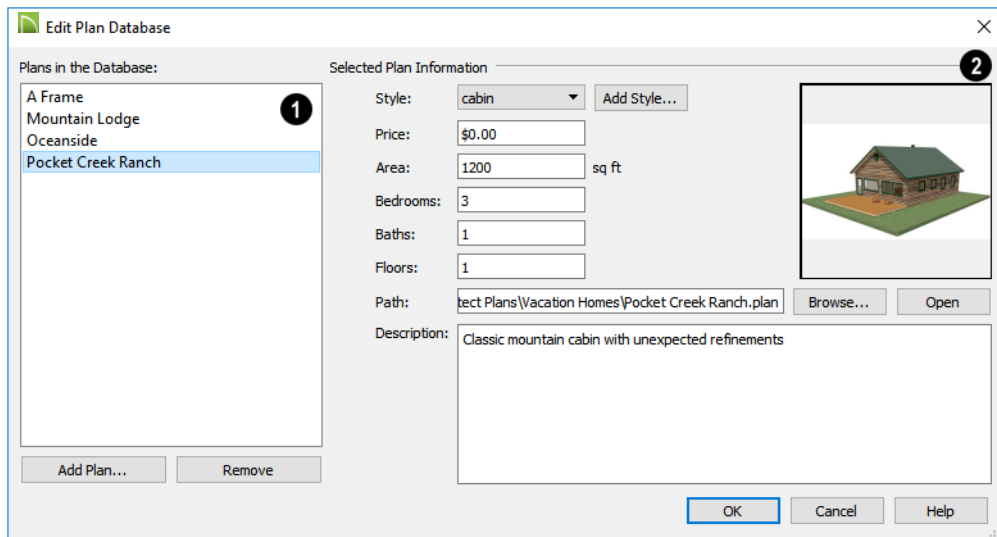 Edit Plan Database
Plans in the Database:
A Frame
Mountain Lodge
Oceanside
Pocket Creek Ranch
1
Add Plan...
Remove
Selected Plan Information
2
Style: cabin Add Style...
Price: $0.00
Area: 1200 sq ft
Bedrooms: 3
Baths: 1
Floors: 1
Path: tect Plans\Vacation Homes\Pocket Creek Ranch.plan Browse... Open
Description: Classic mountain cabin with unexpected refinements
OK Cancel Help